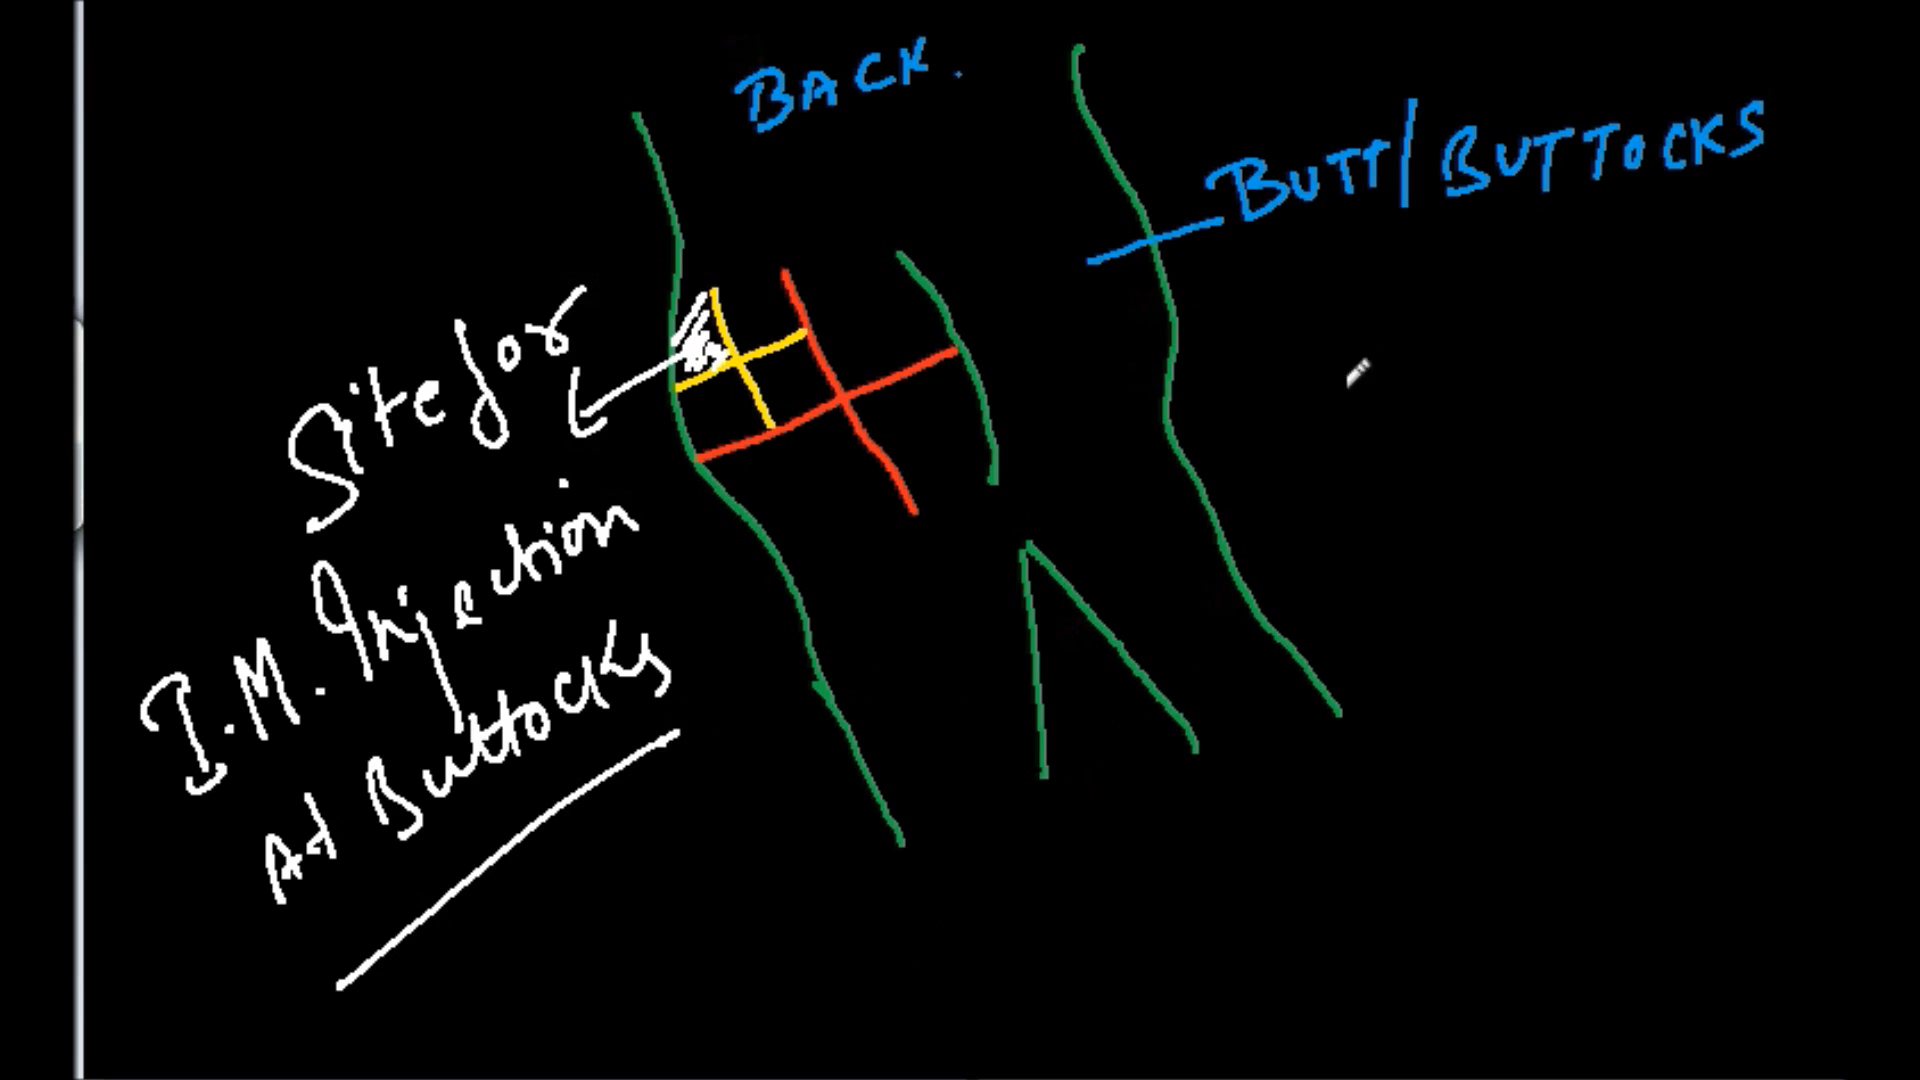 BACK.
BUTT/BUTTOCKS
Site for
I.M. Injection
At Buttocks